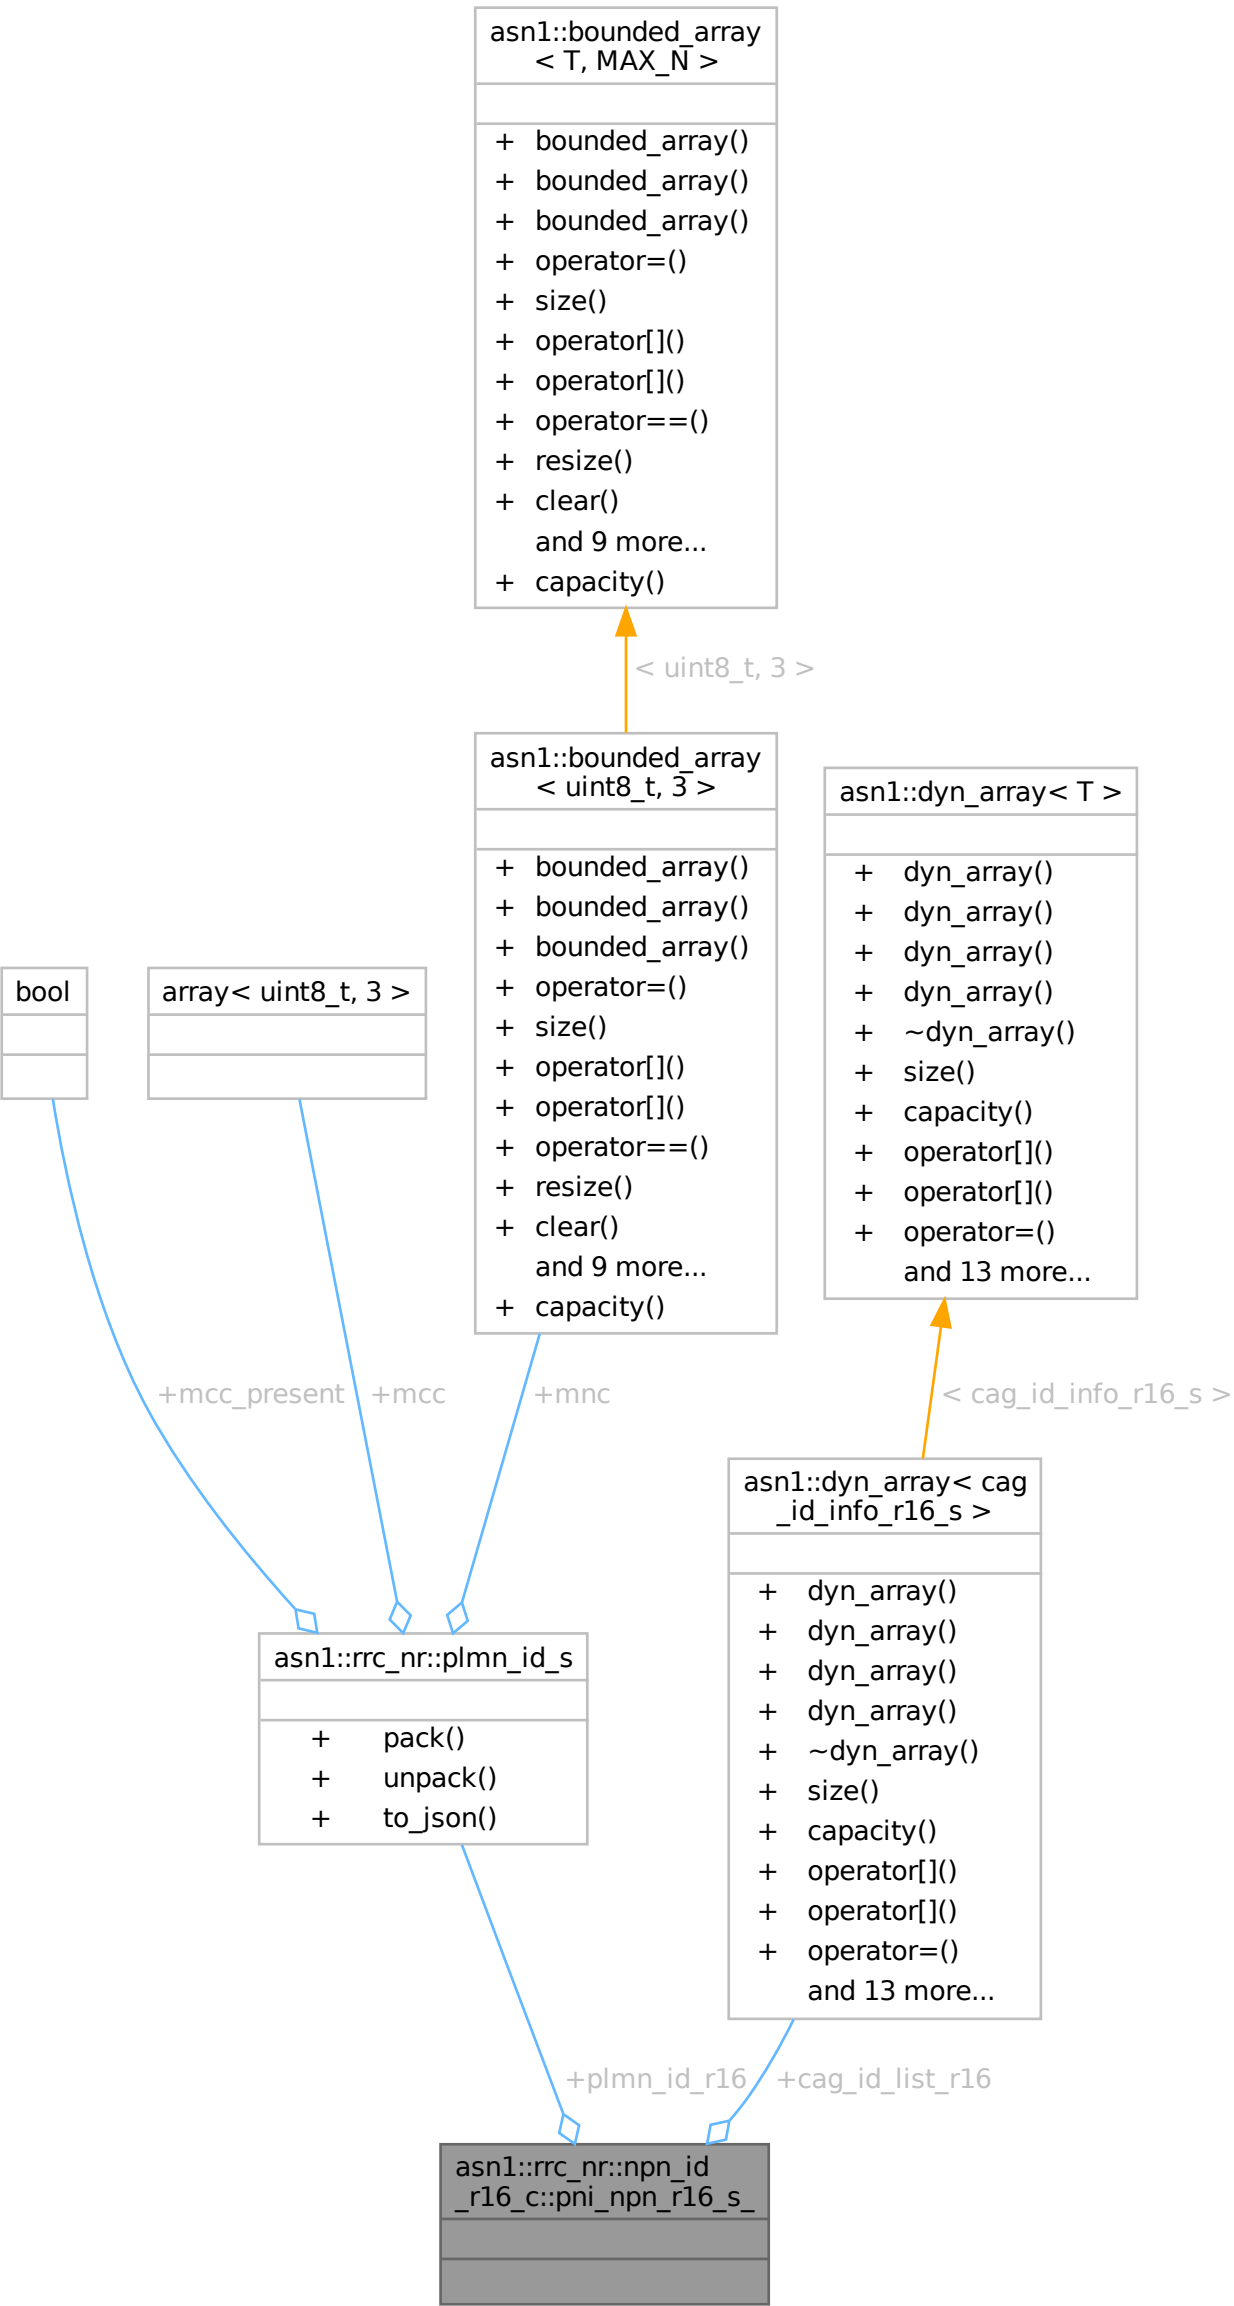 asn1::bounded_array
< T, MAX_N >
+ bounded_array()
+ bounded_array()
+ bounded_array()
+ operator=()
+ size()
+ operator[]()
+ operator[]()
+ operator==()
+ resize()
+ clear()
and 9 more...
+ capacity()
< uint8_t, 3 >
asn1::bounded_array
< uint8_t, 3 >
+ bounded_array()
+ bounded_array()
+ bounded_array()
+ operator=()
+ size()
+ operator[]()
+ operator[]()
+ operator==()
+ resize()
+ clear()
and 9 more...
+ capacity()
asn1::dyn_array< T >
+ dyn_array()
+ dyn_array()
+ dyn_array()
+ dyn_array()
+ ~dyn_array()
+ size()
+ capacity()
+ operator[]()
+ operator[]()
+ operator=()
and 13 more...
bool
array< uint8_t, 3 >
+mcc_present
+mcc
+mnc
< cag_id_info_r16_s >
asn1::dyn_array< cag
_id_info_r16_s >
+ dyn_array()
+ dyn_array()
+ dyn_array()
+ dyn_array()
+ ~dyn_array()
+ size()
+ capacity()
+ operator[]()
+ operator[]()
+ operator=()
and 13 more...
asn1::rrc_nr::plmn_id_s
+ pack()
+ unpack()
+ to_json()
+plmn_id_r16
+cag_id_list_r16
asn1::rrc_nr::npn_id
_r16_c::pni_npn_r16_s_